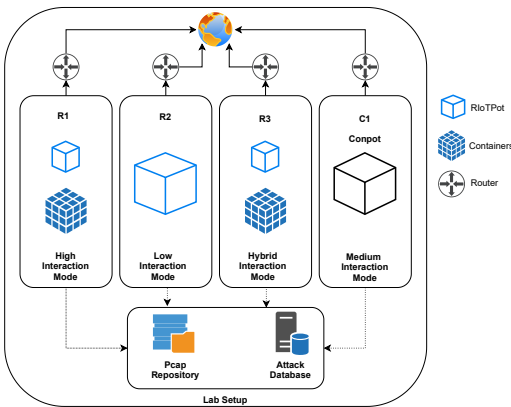 R1
R2
R3
C1
Conpot
High
Interaction
Mode
Low
Interaction
Mode
Hybrid
Interaction
Mode
Medium
Interaction
Mode
RIoTPot
Containers
Router
Pcap
Repository
Attack
Database
Lab Setup